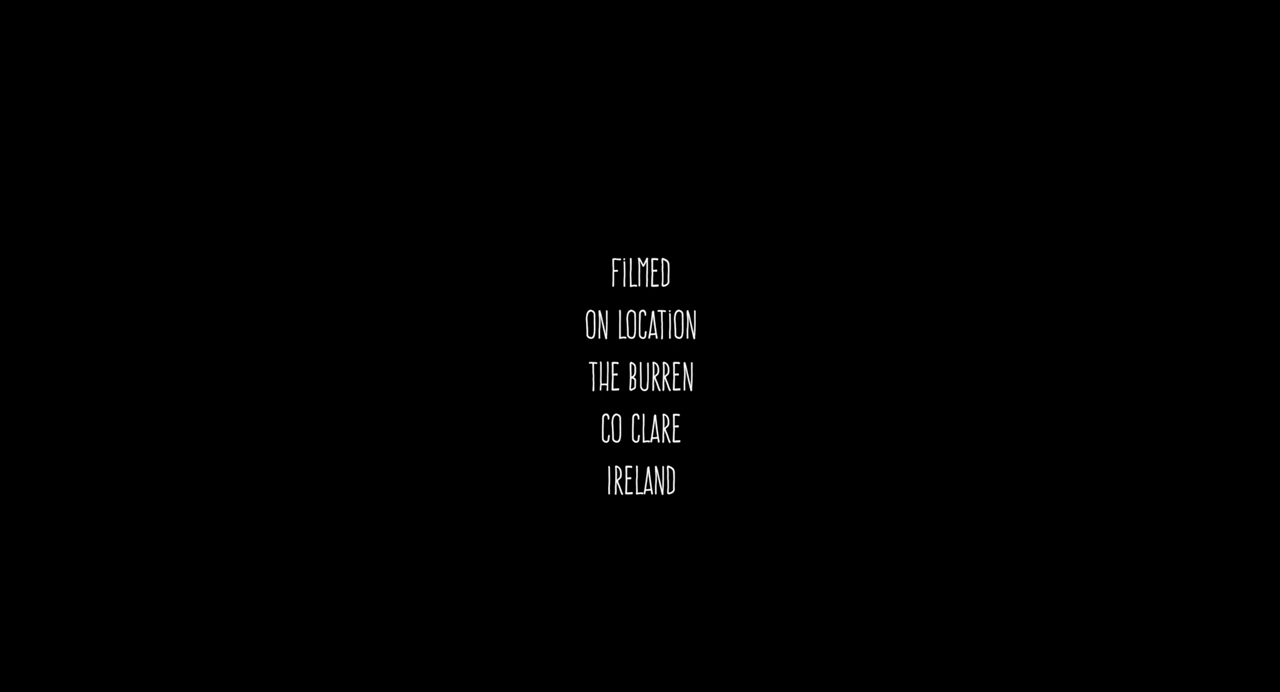 FiLMED
ON LOCATiON
THE BURREN
CO CLARE
IRELAND